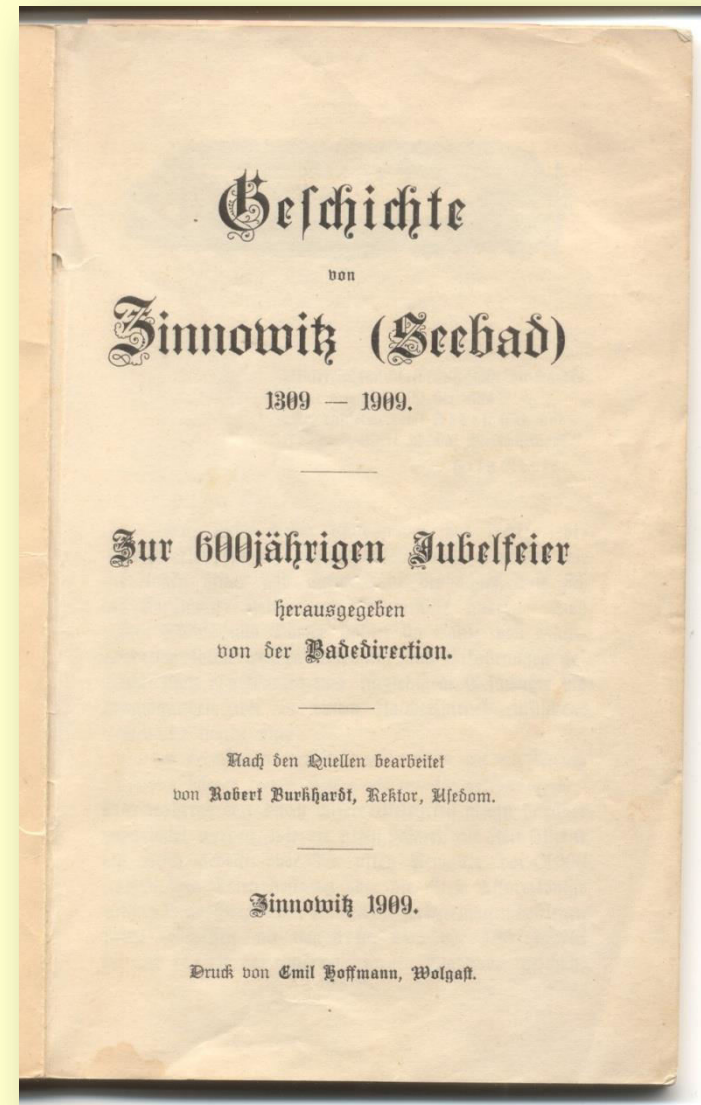 Geschichte
von
Zinnowitz (Seebad)
1309 — 1909.
Zur 600jährigen Jubelfeier
herausgegeben
von der Badedirection.
Nach den Quellen bearbeitet
von Robert Burkhardt, Rektor, Usedom.
Zinnowitz 1909.
Druck von Emil Hoffmann, Wolgast.